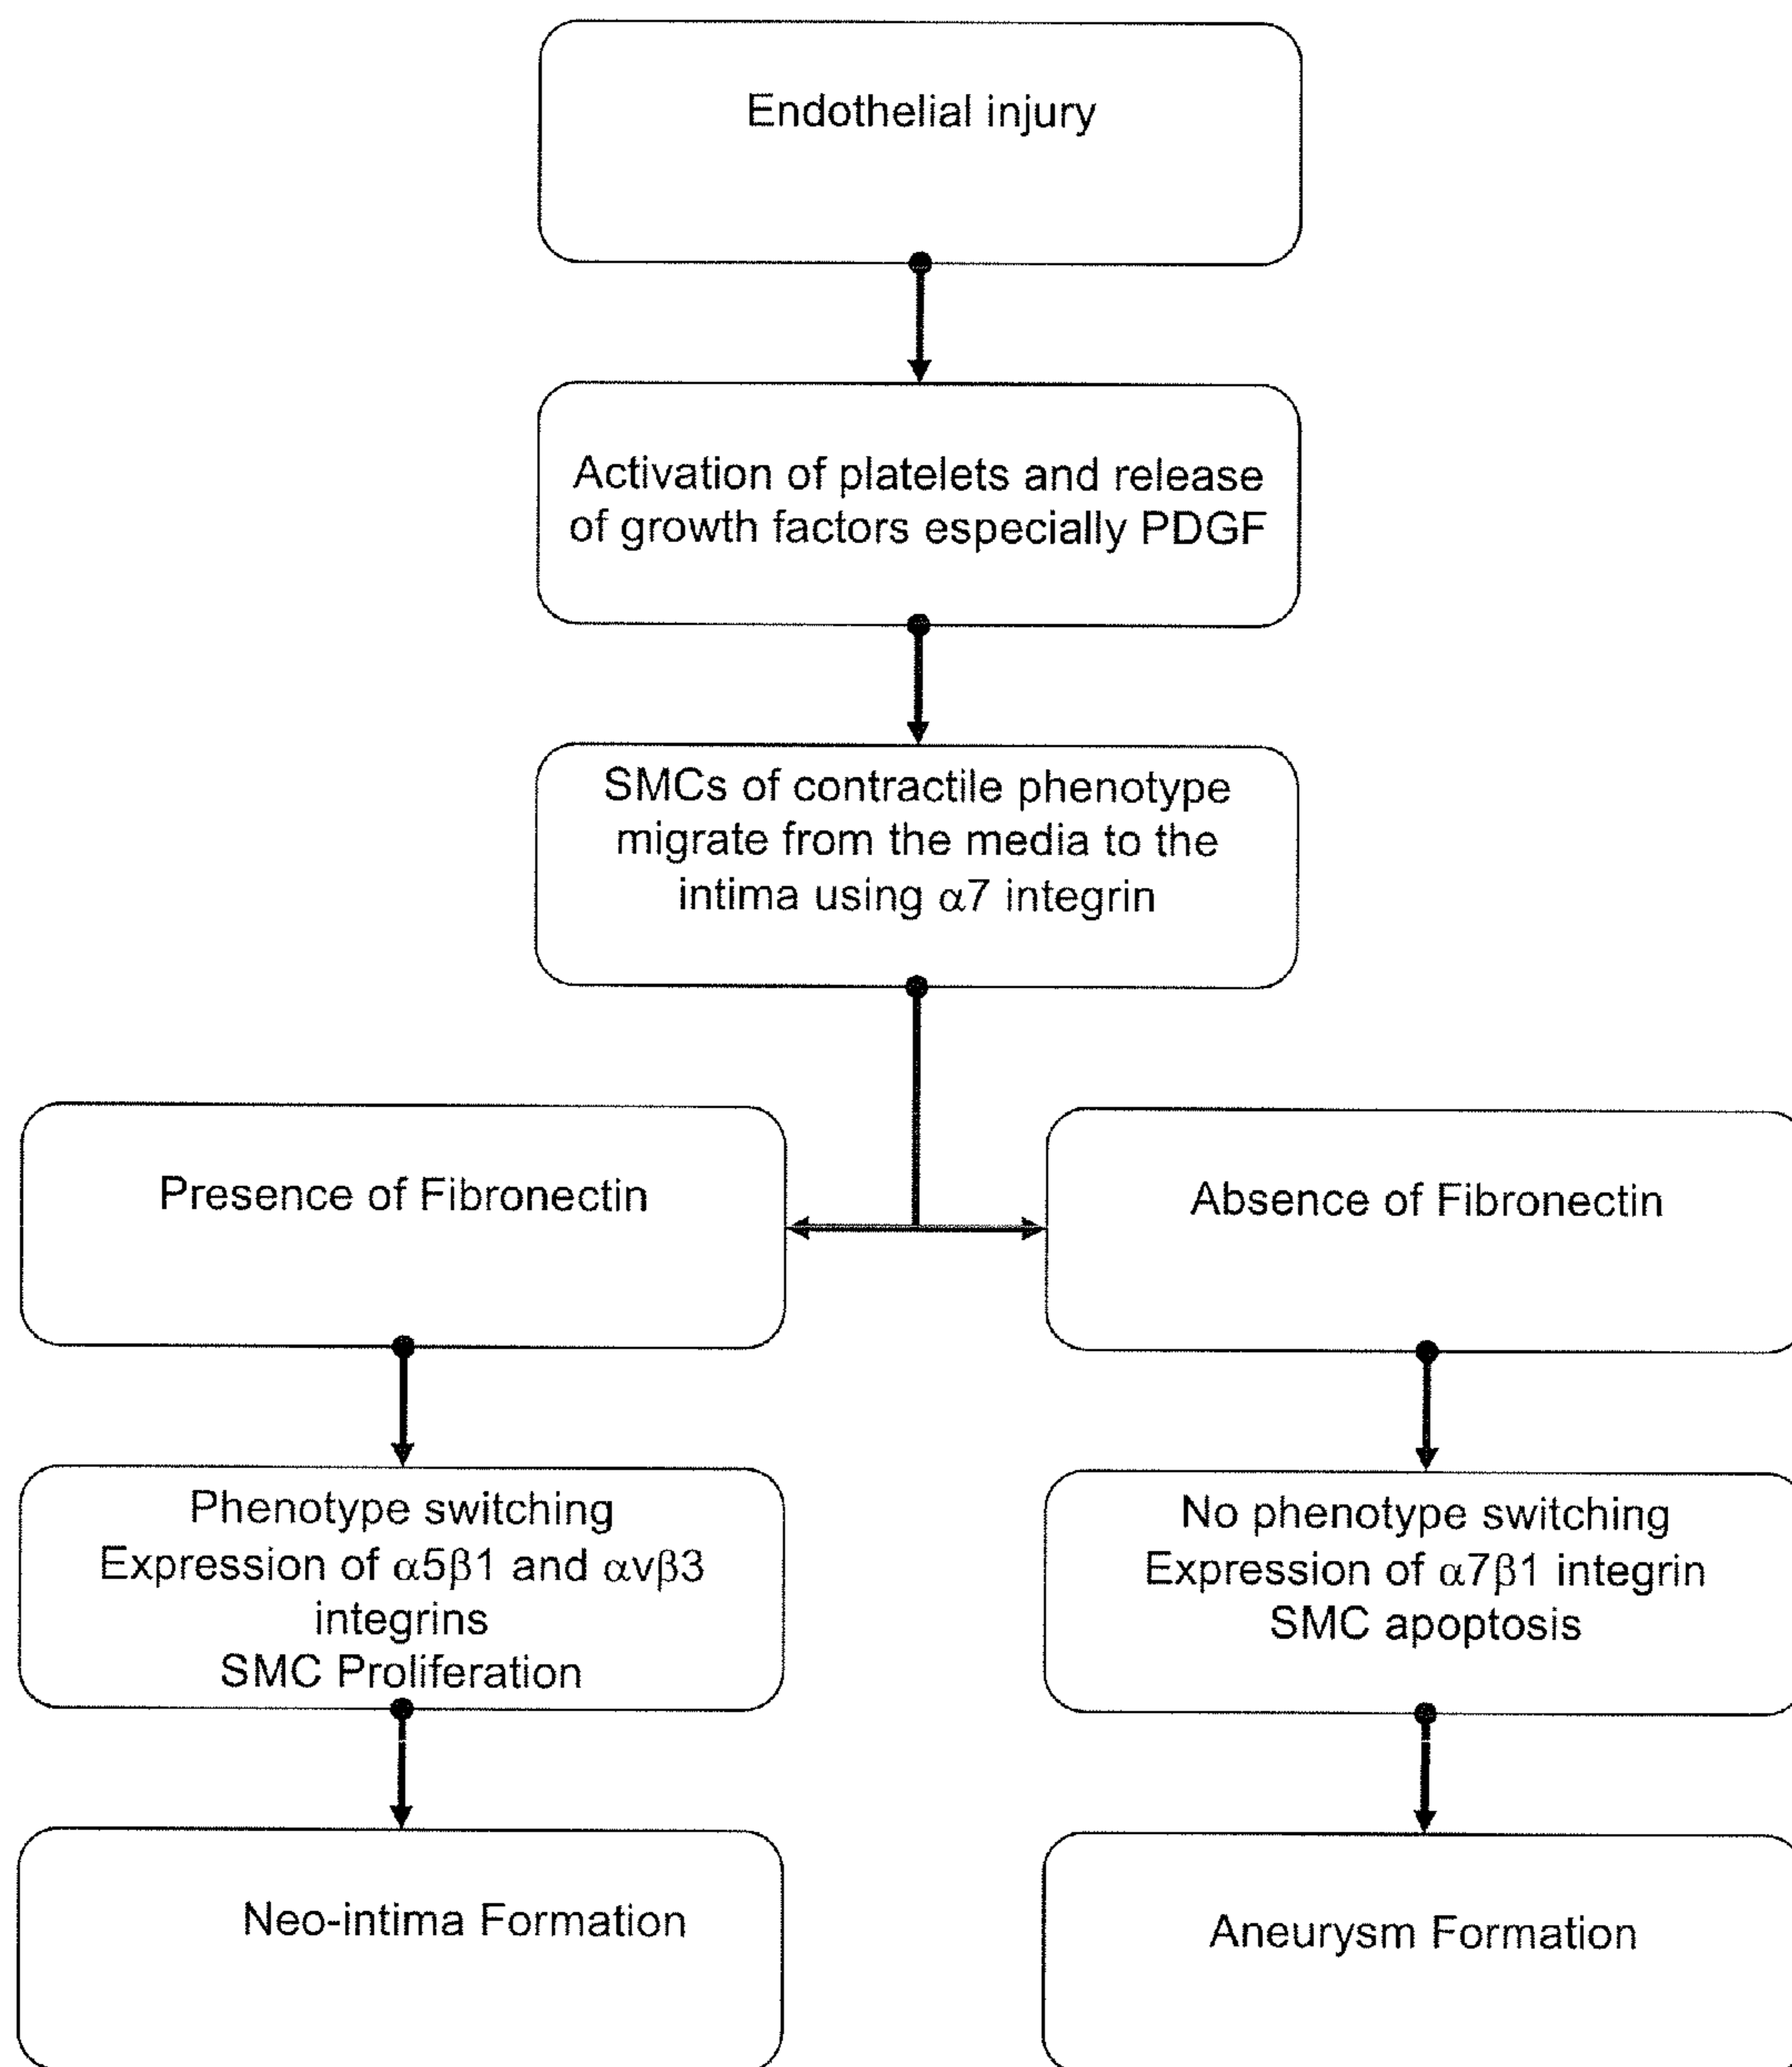 Endothelial injury
Activation of platelets and release
of growth factors especially PDGF
SMCs of contractile phenotype
migrate from the media to the
intima using α7 integrin
Presence of Fibronectin
Absence of Fibronectin
Phenotype switching
Expression of α5β1 and αvβ3
integrins
SMC Proliferation
No phenotype switching
Expression of α7β1 integrin
SMC apoptosis
Neo-intima Formation
Aneurysm Formation